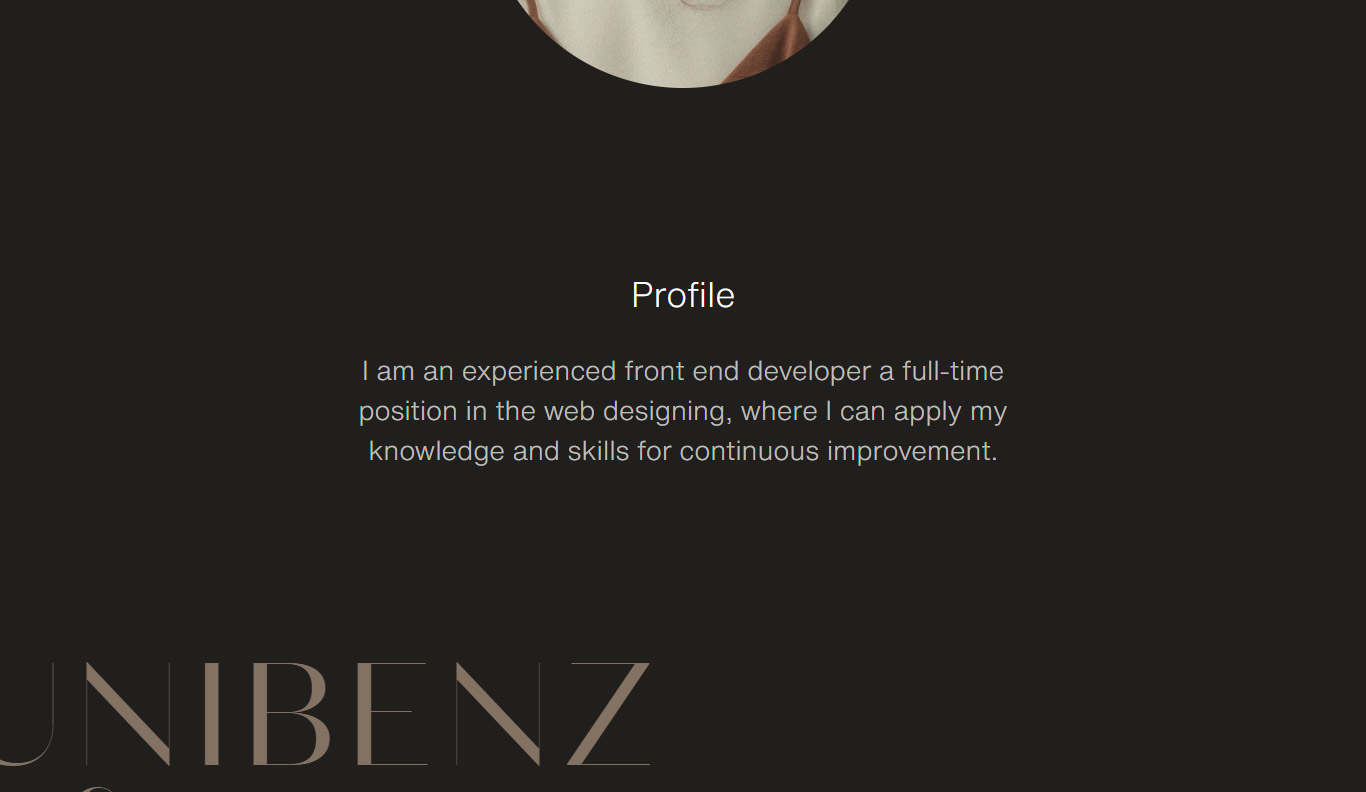 Profile
I am an experienced front end developer a full-time
position in the web designing, where I can apply my
knowledge and skills for continuous improvement.
UNIBENZ